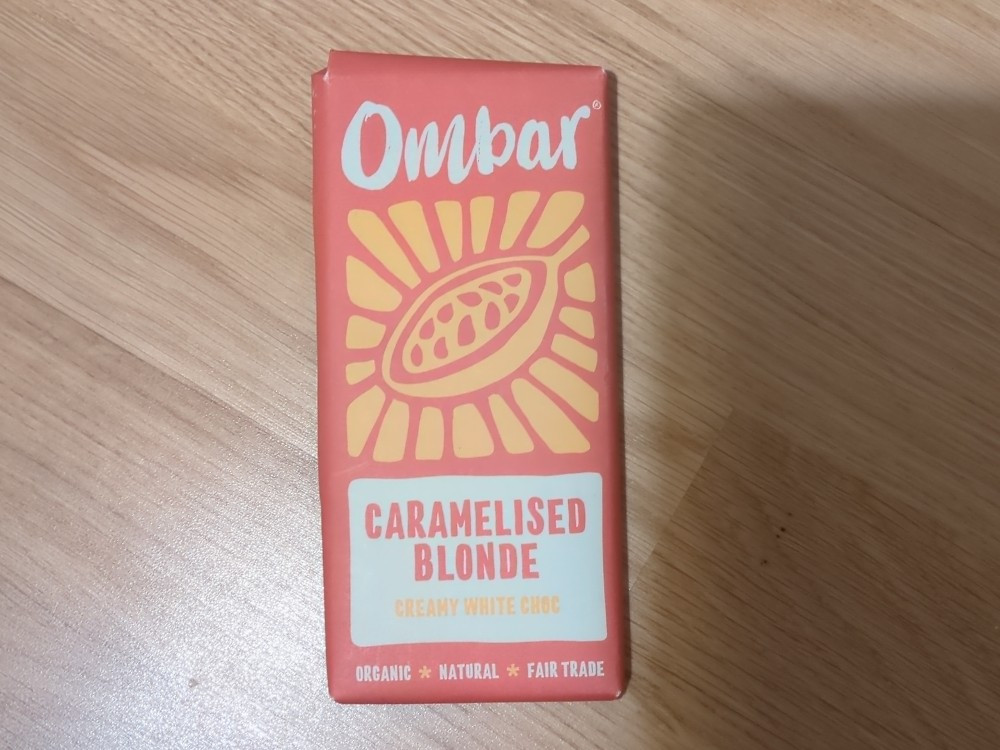 Ombar®
CARAMELISED
BLONDE
CREAMY WHITE CHOC
ORGANIC * NATURAL * FAIR TRADE